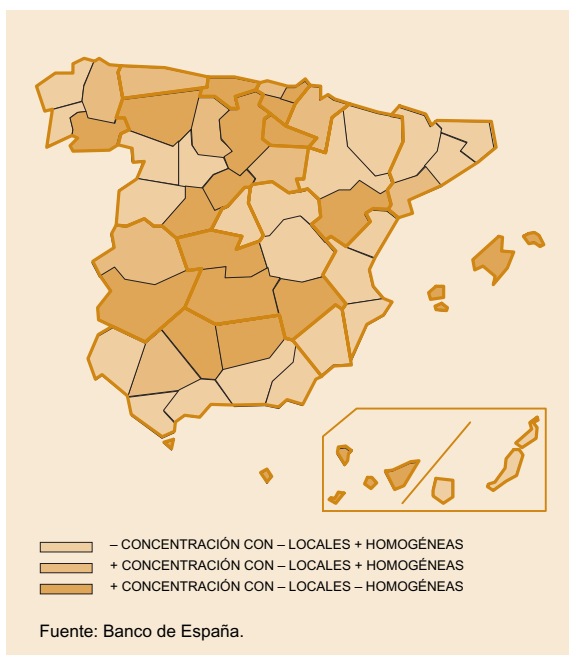 – CONCENTRACIÓN CON – LOCALES + HOMOGÉNEAS
+ CONCENTRACIÓN CON – LOCALES + HOMOGÉNEAS
+ CONCENTRACIÓN CON – LOCALES – HOMOGÉNEAS
Fuente: Banco de España.